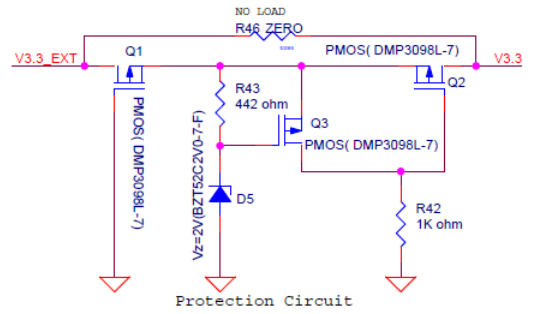 NO LOAD
R46 ZERO
V3.3_EXT
Q1
PMOS( DMP3098L-7)
V3.3
Q2
R43
442 ohm
Q3
PMOS( DMP3098L-7)
PMOS( DMP3098L-7)
Vz=2V(BZT52C2V0-7-F)
D5
R42
1K ohm
Protection Circuit